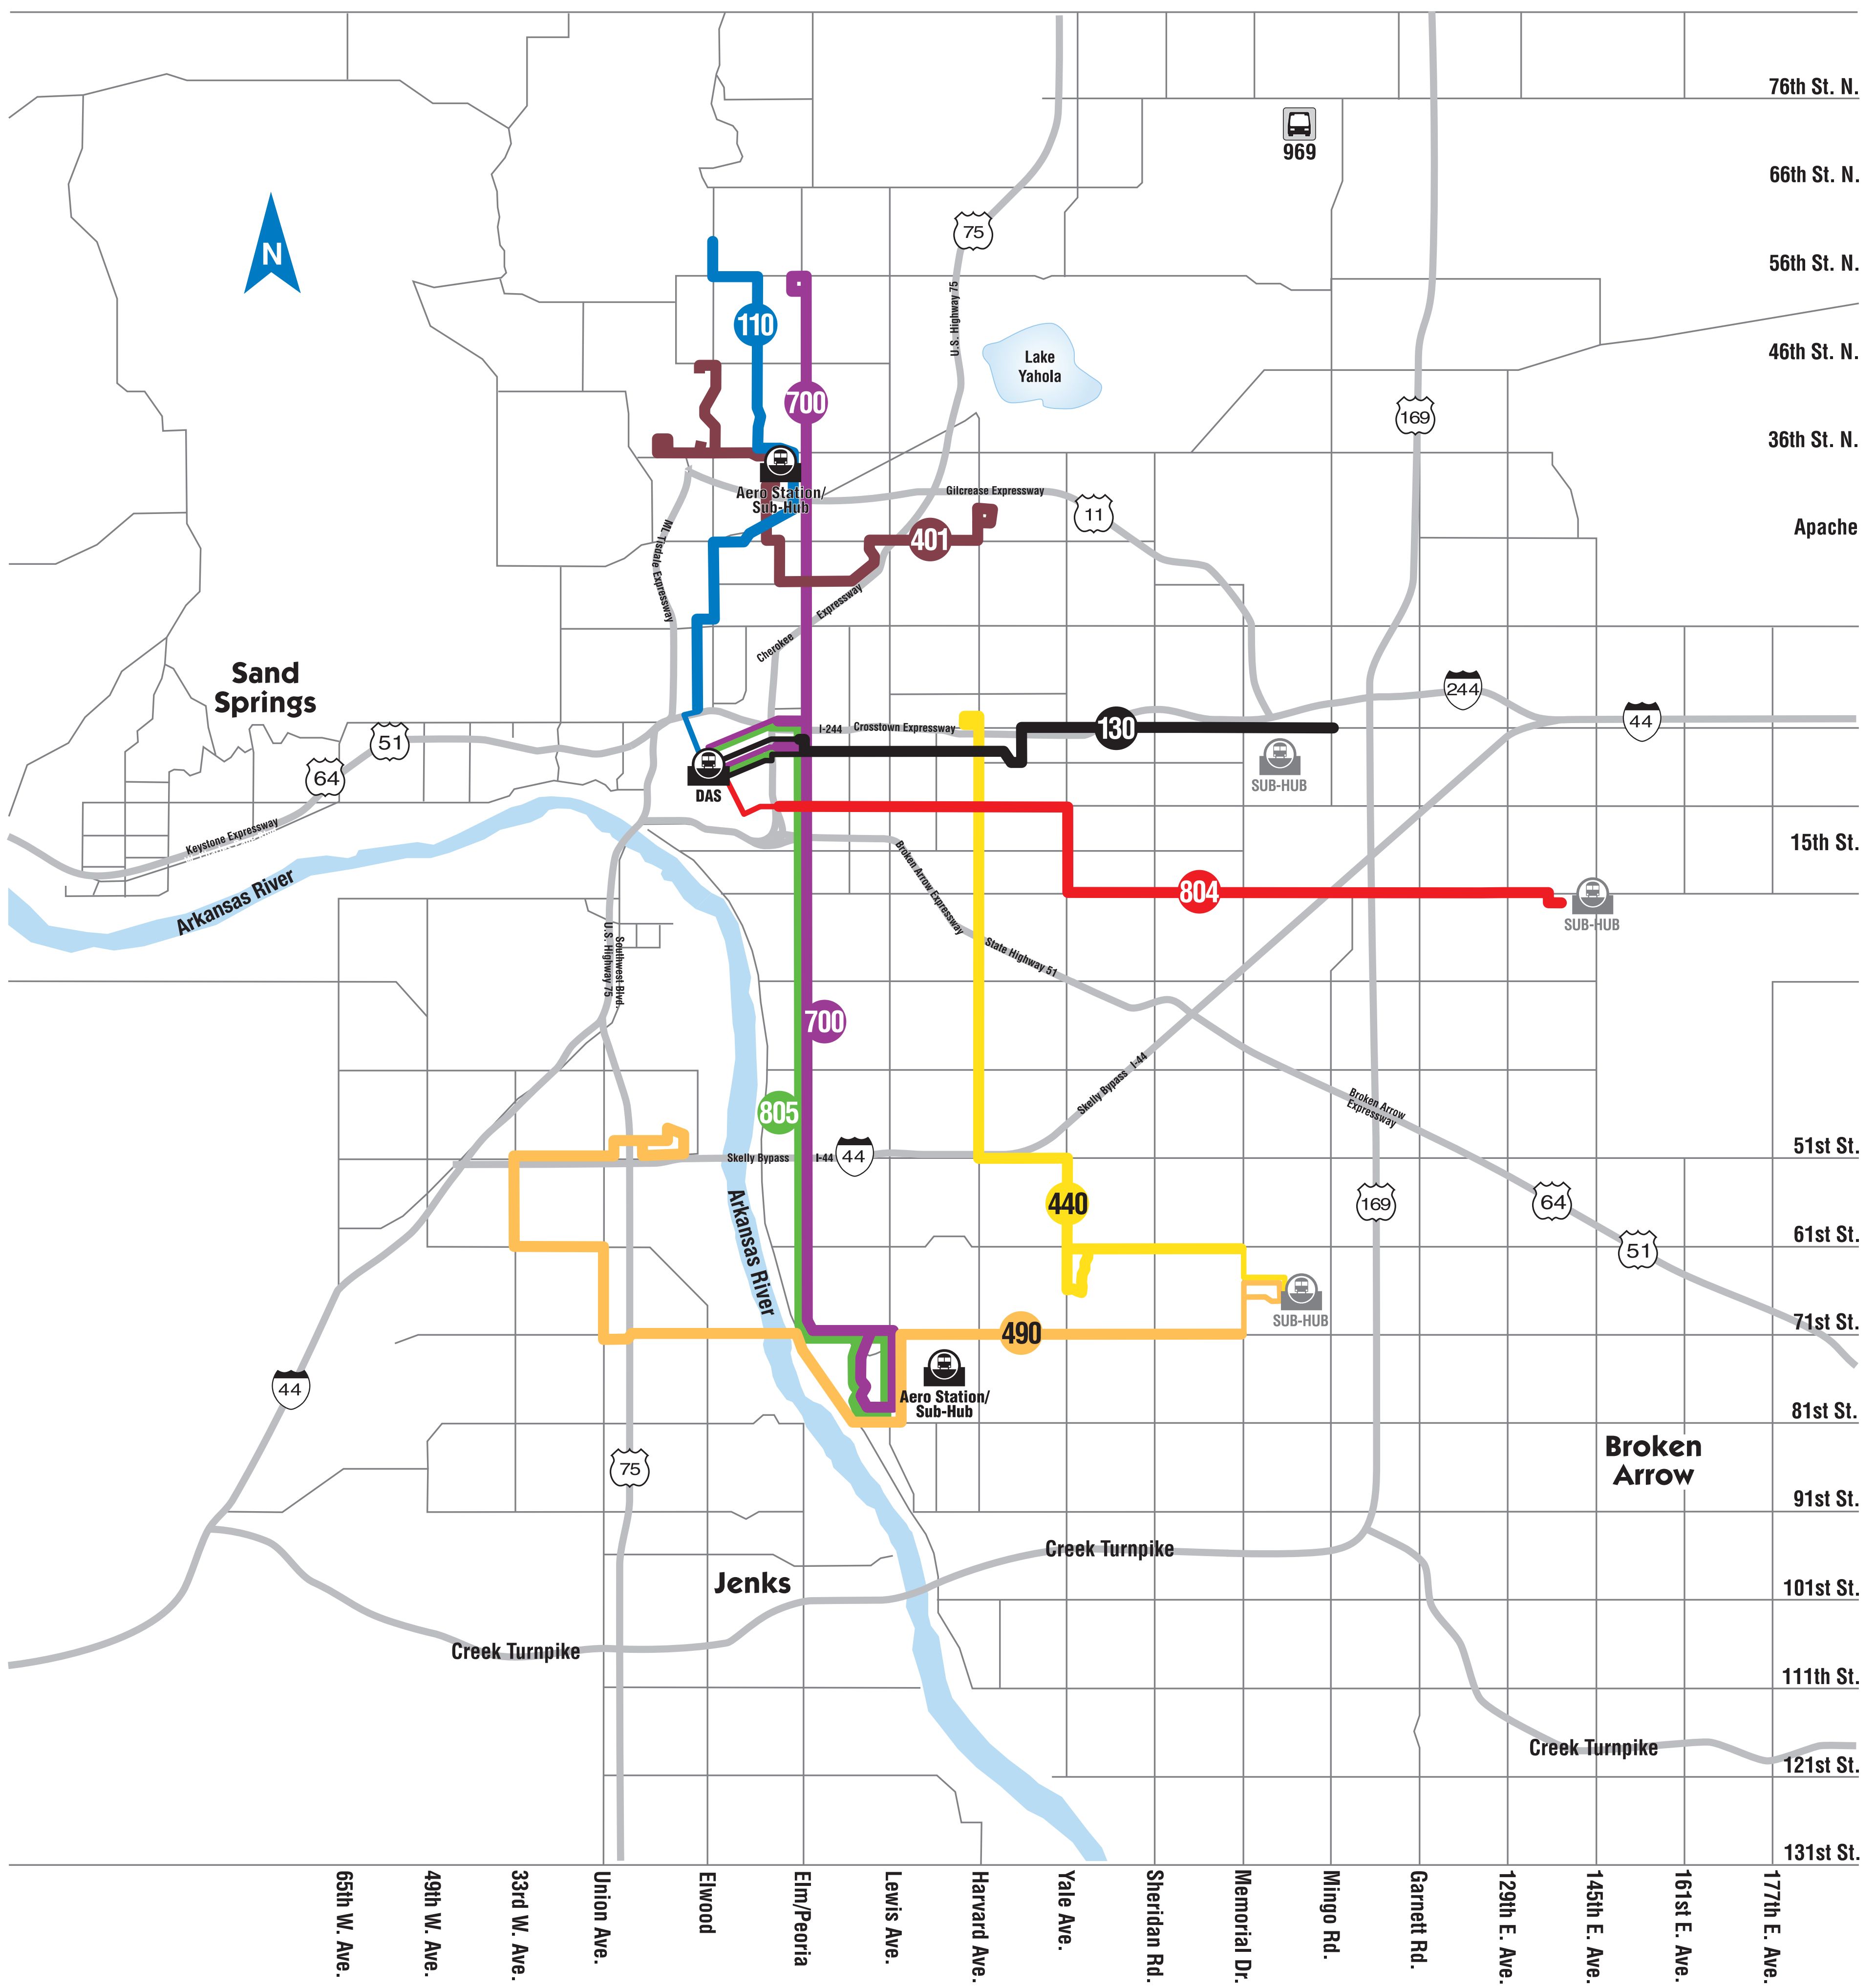 76th St. N.
969
66th St. N.
N
75
56th St. N.
110
U.S. Highway 75
Lake
Yahola
46th St. N.
700
169
36th St. N.
Aero Station/
Sub-Hub
Gilcrease Expressway
11
ML Tisdale Expressway
401
Apache
Cherokee Expressway
Sand
Springs
244
44
51
64
I-244 Crosstown Expressway
130
DAS
SUB-HUB
Keystone Expressway
15th St.
Broken Arrow Expressway
Arkansas River
804
SUB-HUB
U.S. Highway 75
Southwest Blvd.
State Highway 51
700
Skelly Bypass I-44
805
Broken Arrow
Expressway
Skelly Bypass I-44
44
51st St.
Arkansas River
440
169
64
61st St.
51
SUB-HUB
71st St.
490
44
Aero Station/
Sub-Hub
81st St.
75
Broken
Arrow
91st St.
Creek Turnpike
Jenks
101st St.
Creek Turnpike
111th St.
Creek Turnpike
121st St.
131st St.
65th W. Ave.
49th W. Ave.
33rd W. Ave.
Union Ave.
Elwood
Elm/Peoria
Lewis Ave.
Harvard Ave.
Yale Ave.
Sheridan Rd.
Memorial Dr.
Mingo Rd.
Garnett Rd.
129th E. Ave.
145th E. Ave.
161st E. Ave.
177th E. Ave.